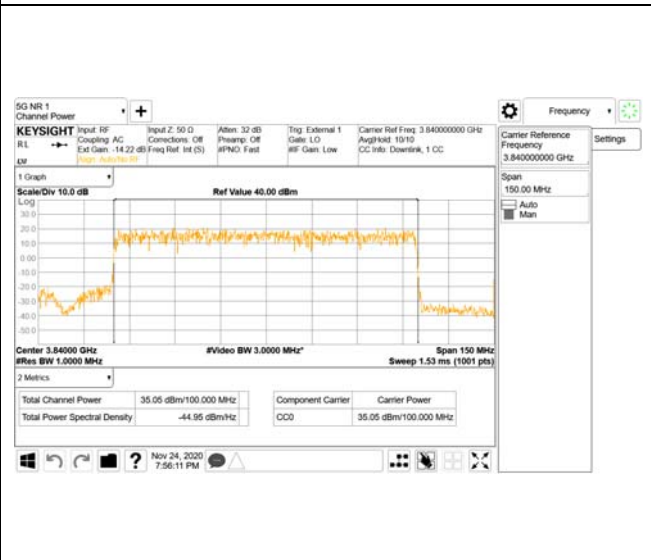 5G NR 1
Channel Power
+
Frequency
KEYSIGHT
RL
Input: RF
Coupling: AC
Ext Gain: -14.22 dB
Align: Auto/No RF
Input Z: 50 Ω
Corrections: Off
Freq Ref: Int (S)
Atten: 32 dB
Preamp: Off
#PNO: Fast
Trig: External 1
Gate: LO
#IF Gain: Low
Carrier Ref Freq: 3.840000000 GHz
Avg|Hold: 10/10
CC Info: Downlink, 1 CC
Carrier Reference
Frequency
3.840000000 GHz
Settings
Span
150.00 MHz
Auto
Man
1 Graph
Scale/Div 10.0 dB
Ref Value 40.00 dBm
Log
30.0
20.0
10.0
0.00
-10.0
-20.0
-30.0
-40.0
-50.0
Center 3.84000 GHz
#Video BW 3.0000 MHz*
Span 150 MHz
#Res BW 1.0000 MHz
Sweep 1.53 ms (1001 pts)
2 Metrics
Total Channel Power 35.05 dBm/100.000 MHz
Total Power Spectral Density -44.95 dBm/Hz
Component Carrier Carrier Power
CC0 35.05 dBm/100.000 MHz
?
Nov 24, 2020
7:56:11 PM